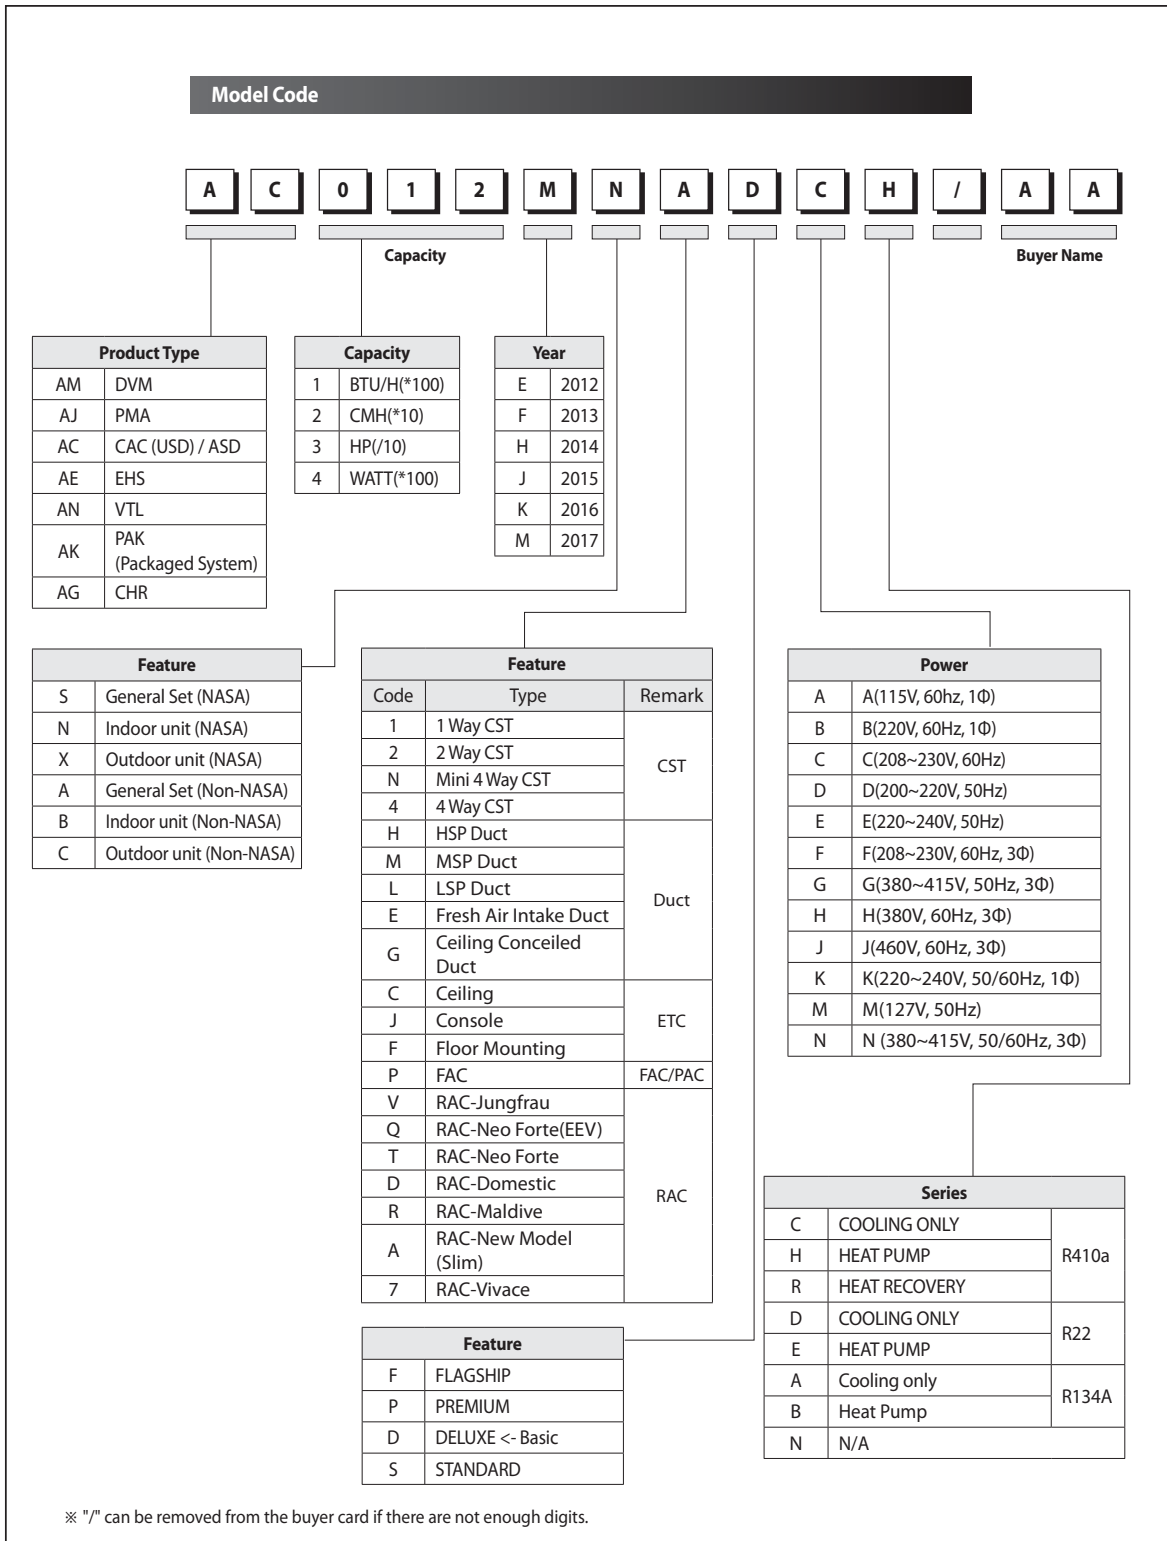 Model Code
A C 0 1 2 M N A D C H / A A
Capacity
Buyer Name
Product Type
AM DVM
AJ PMA
AC CAC (USD) / ASD
AE EHS
AN VTL
AK PAK
(Packaged System)
AG CHR
Capacity
1 BTU/H(*100)
2 CMH(*10)
3 HP(/10)
4 WATT(*100)
Year
E 2012
F 2013
H 2014
J 2015
K 2016
M 2017
Feature
S General Set (NASA)
N Indoor unit (NASA)
X Outdoor unit (NASA)
A General Set (Non-NASA)
B Indoor unit (Non-NASA)
C Outdoor unit (Non-NASA)
Feature
Code Type Remark
1 1 Way CST
2 2 Way CST
CST
N Mini 4 Way CST
4 4 Way CST
H HSP Duct
M MSP Duct
L LSP Duct
Duct
E Fresh Air Intake Duct
G Ceiling Conceiled
Duct
C Ceiling
J Console ETC
F Floor Mounting
P FAC FAC/PAC
V RAC-Jungfrau
Q RAC-Neo Forte(EEV)
T RAC-Neo Forte
D RAC-Domestic
RAC
R RAC-Maldive
A RAC-New Model
(Slim)
7 RAC-Vivace
Feature
F FLAGSHIP
P PREMIUM
D DELUXE <- Basic
S STANDARD
Power
A A(115V, 60hz, 1Φ)
B B(220V, 60Hz, 1Φ)
C C(208~230V, 60Hz)
D D(200~220V, 50Hz)
E E(220~240V, 50Hz)
F F(208~230V, 60Hz, 3Φ)
G G(380~415V, 50Hz, 3Φ)
H H(380V, 60Hz, 3Φ)
J J(460V, 60Hz, 3Φ)
K K(220~240V, 50/60Hz, 1Φ)
M M(127V, 50Hz)
N N (380~415V, 50/60Hz, 3Φ)
Series
C COOLING ONLY
H HEAT PUMP R410a
R HEAT RECOVERY
D COOLING ONLY
R22
E HEAT PUMP
A Cooling only
R134A
B Heat Pump
N N/A
※ "/" can be removed from the buyer card if there are not enough digits.